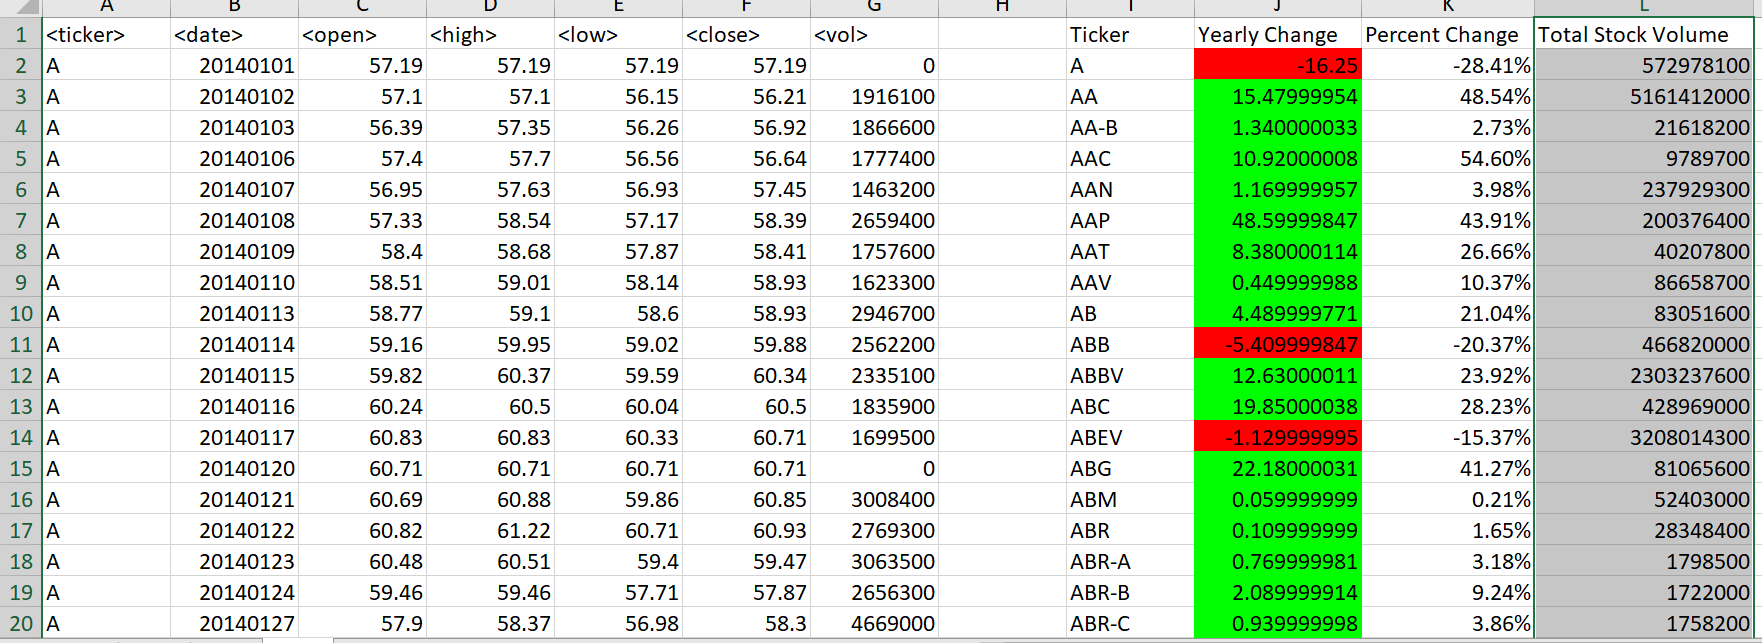 A B C D E F G H I J K L
1 <ticker> <date> <open> <high> <low> <close> <vol> Ticker Yearly Change Percent Change Total Stock Volume
2 A 20140101 57.19 57.19 57.19 57.19 0 A -16.25 -28.41% 572978100
3 A 20140102 57.1 57.1 56.15 56.21 1916100 AA 15.47999954 48.54% 5161412000
4 A 20140103 56.39 57.35 56.26 56.92 1866600 AA-B 1.340000033 2.73% 21618200
5 A 20140106 57.4 57.7 56.56 56.64 1777400 AAC 10.92000008 54.60% 9789700
6 A 20140107 56.95 57.63 56.93 57.45 1463200 AAN 1.169999957 3.98% 237929300
7 A 20140108 57.33 58.54 57.17 58.39 2659400 AAP 48.59999847 43.91% 200376400
8 A 20140109 58.4 58.68 57.87 58.41 1757600 AAT 8.380000114 26.66% 40207800
9 A 20140110 58.51 59.01 58.14 58.93 1623300 AAV 0.449999988 10.37% 86658700
10 A 20140113 58.77 59.1 58.6 58.93 2946700 AB 4.489999771 21.04% 83051600
11 A 20140114 59.16 59.95 59.02 59.88 2562200 ABB -5.409999847 -20.37% 466820000
12 A 20140115 59.82 60.37 59.59 60.34 2335100 ABBV 12.63000011 23.92% 2303237600
13 A 20140116 60.24 60.5 60.04 60.5 1835900 ABC 19.85000038 28.23% 428969000
14 A 20140117 60.83 60.83 60.33 60.71 1699500 ABEV -1.129999995 -15.37% 3208014300
15 A 20140120 60.71 60.71 60.71 60.71 0 ABG 22.18000031 41.27% 81065600
16 A 20140121 60.69 60.88 59.86 60.85 3008400 ABM 0.059999999 0.21% 52403000
17 A 20140122 60.82 61.22 60.71 60.93 2769300 ABR 0.109999999 1.65% 28348400
18 A 20140123 60.48 60.51 59.4 59.47 3063500 ABR-A 0.769999981 3.18% 1798500
19 A 20140124 59.46 59.46 57.71 57.87 2656300 ABR-B 2.089999914 9.24% 1722000
20 A 20140127 57.9 58.37 56.98 58.3 4669000 ABR-C 0.939999998 3.86% 1758200